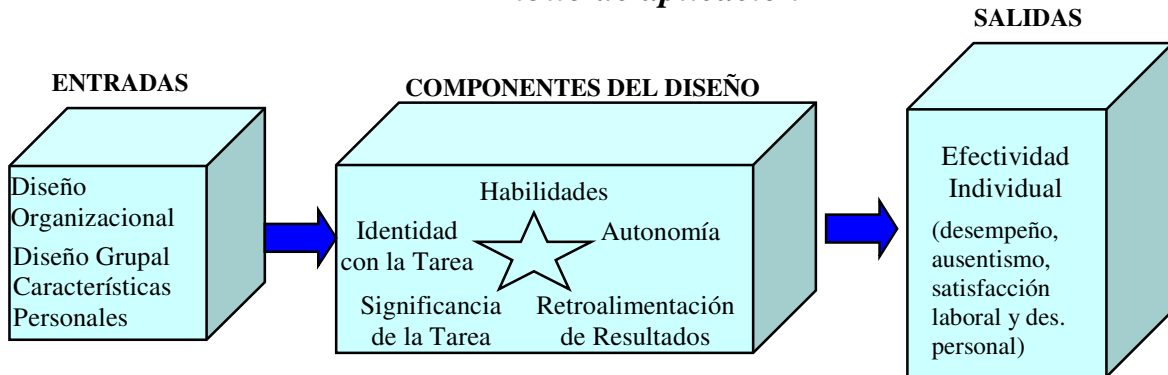 SALIDAS
ENTRADAS
COMPONENTES DEL DISEÑO
Diseño
Organizacional
Diseño Grupal
Características
Personales
Habilidades
Identidad
con la Tarea
Autonomía
Significancia
de la Tarea
Retroalimentación
de Resultados
Efectividad
Individual
(desempeño,
ausentismo,
satisfacción
laboral y des.
personal)